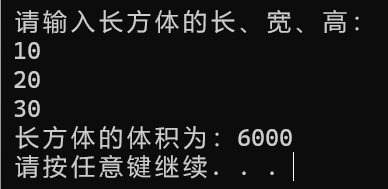 请输入长方体的长、宽、高：
10
20
30
长方体的体积为：6000
请按任意键继续. . .